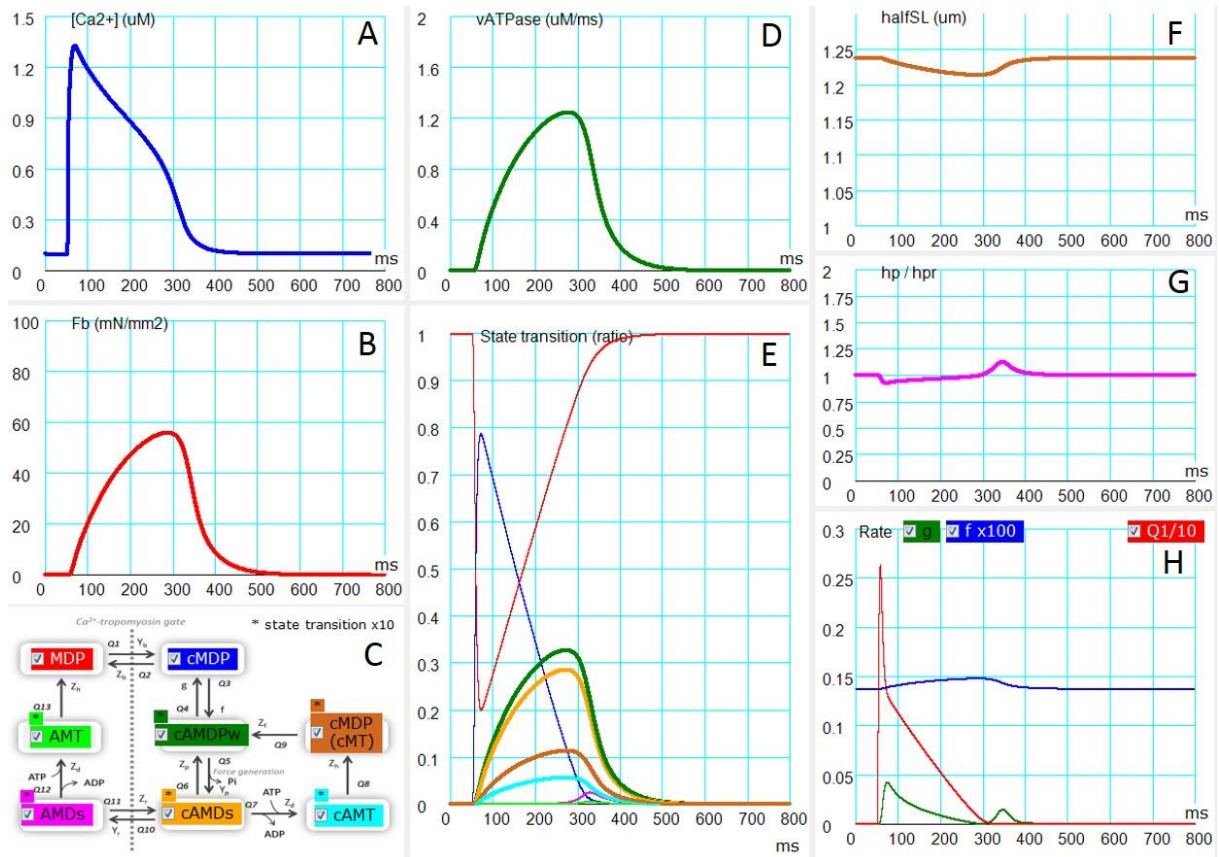 [Ca2+] (uM)
A
1.5
1.2
0.9
0.6
0.3
0
ms
0 100 200 300 400 500 600 700 800
Fb (mN/mm2)
B
100
80
60
40
20
0
ms
0 100 200 300 400 500 600 700 800
Ca²⁺-tropomyosin gate
* state transition x10
C
MDP
Q1
Yb
Zb
Q2
cMDP
Zh
Q13
g
Q3
Q4
f
*
AMT
*
cAMDPw
Zf
Q9
*
cMDP
(cMT)
ATP
Zd
ADP
Q12
Zp
Q5
Force generation
Pi
Q6
Yp
ATP
Zd
Zh
Q8
*
AMDs
Q11
Zr
Yr
Q10
*
cAMDs
Q7
ADP
*
cAMT
vATPase (uM/ms)
D
2
1.6
1.2
0.8
0.4
0
ms
0 100 200 300 400 500 600 700 800
State transition (ratio)
E
1
0.9
0.8
0.7
0.6
0.5
0.4
0.3
0.2
0.1
0
0 100 200 300 400 500 600 700 800
ms
halfSL (um)
F
1.25
1.2
1.15
1.1
1.05
1
ms
0 100 200 300 400 500 600 700 800
hp / hpr
G
2
1.75
1.5
1.25
1
0.75
0.5
0.25
0
ms
0 100 200 300 400 500 600 700 800
Rate
g
f x100
Q1/10
H
0.3
0.25
0.2
0.15
0.1
0.05
0
0 100 200 300 400 500 600 700 800
ms